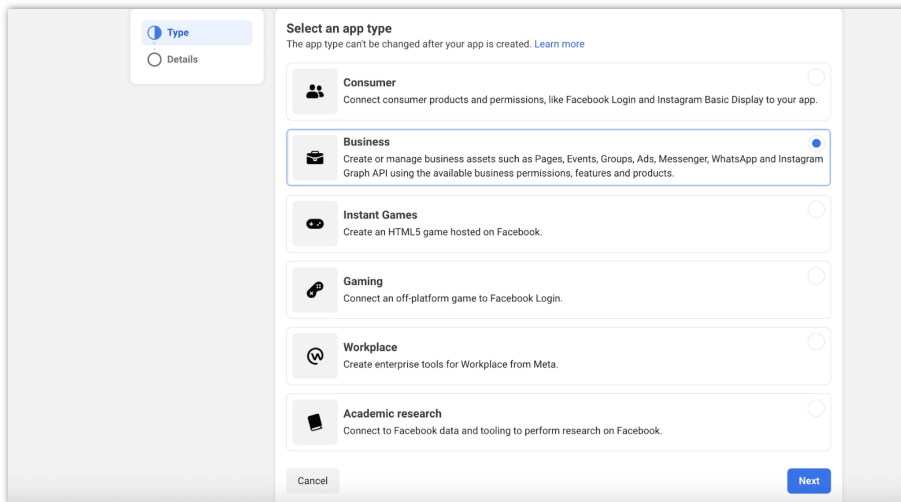 Type
Details
Select an app type
The app type can't be changed after your app is created. Learn more
Consumer
Connect consumer products and permissions, like Facebook Login and Instagram Basic Display to your app.
Business
Create or manage business assets such as Pages, Events, Groups, Ads, Messenger, WhatsApp and Instagram
Graph API using the available business permissions, features and products.
Instant Games
Create an HTML5 game hosted on Facebook.
Gaming
Connect an off-platform game to Facebook Login.
Workplace
Create enterprise tools for Workplace from Meta.
Academic research
Connect to Facebook data and tooling to perform research on Facebook.
Cancel
Next